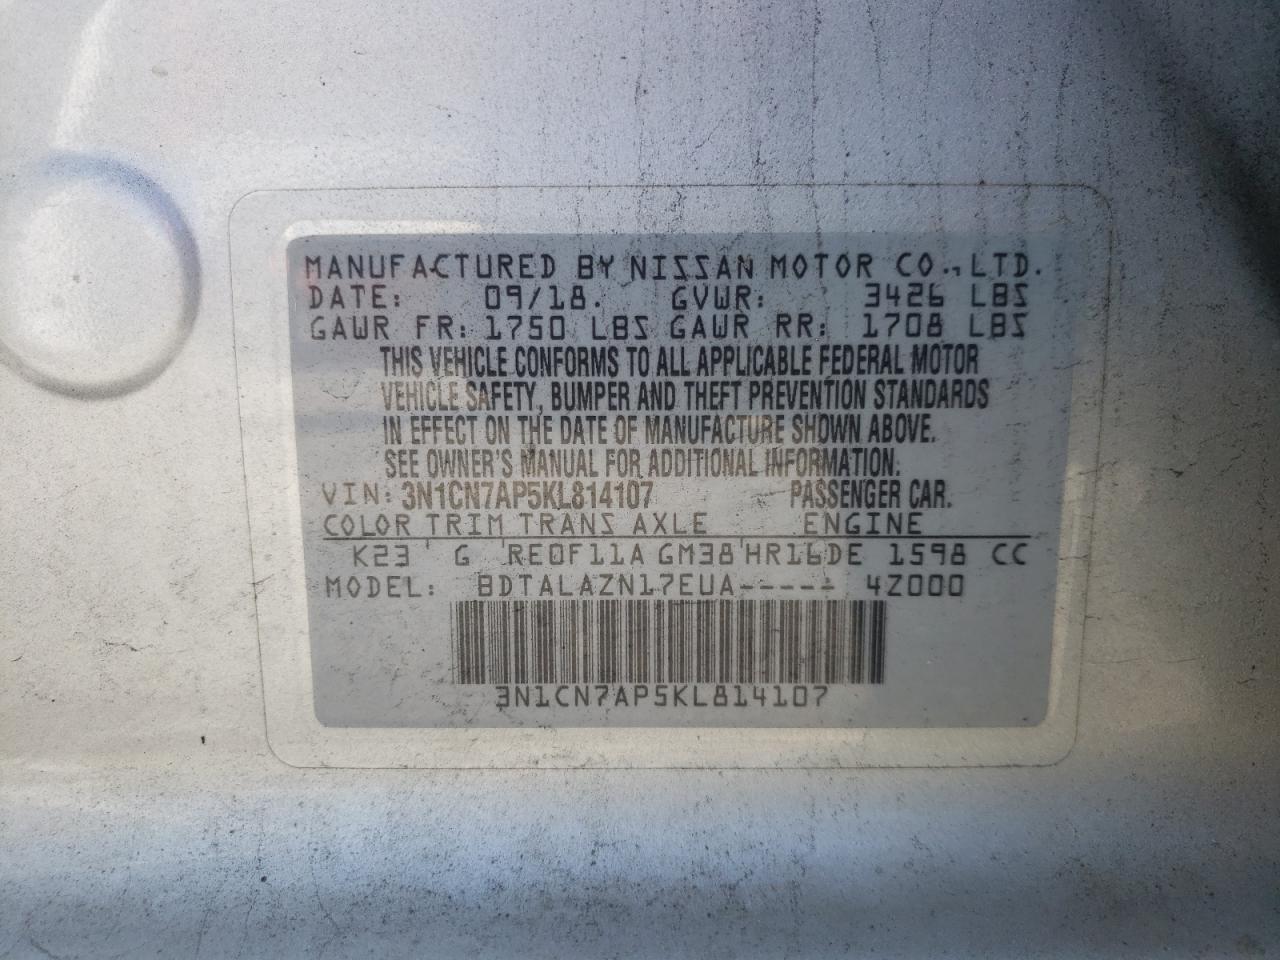 MANUFACTURED BY NISSAN MOTOR CO., LTD.
DATE: 09/18. GVWR: 3426 LBS
GAWR FR: 1750 LBS GAWR RR: 1708 LBS
THIS VEHICLE CONFORMS TO ALL APPLICABLE FEDERAL MOTOR
VEHICLE SAFETY, BUMPER AND THEFT PREVENTION STANDARDS
IN EFFECT ON THE DATE OF MANUFACTURE SHOWN ABOVE.
SEE OWNER'S MANUAL FOR ADDITIONAL INFORMATION.
VIN: 3N1CN7AP5KL814107 PASSENGER CAR.
COLOR TRIM TRANS AXLE ENGINE
K23 G RE0F11A GM38 HR16DE 1598 CC
MODEL: BDTALAZN17EUA----- 4Z000
3N1CN7AP5KL814107